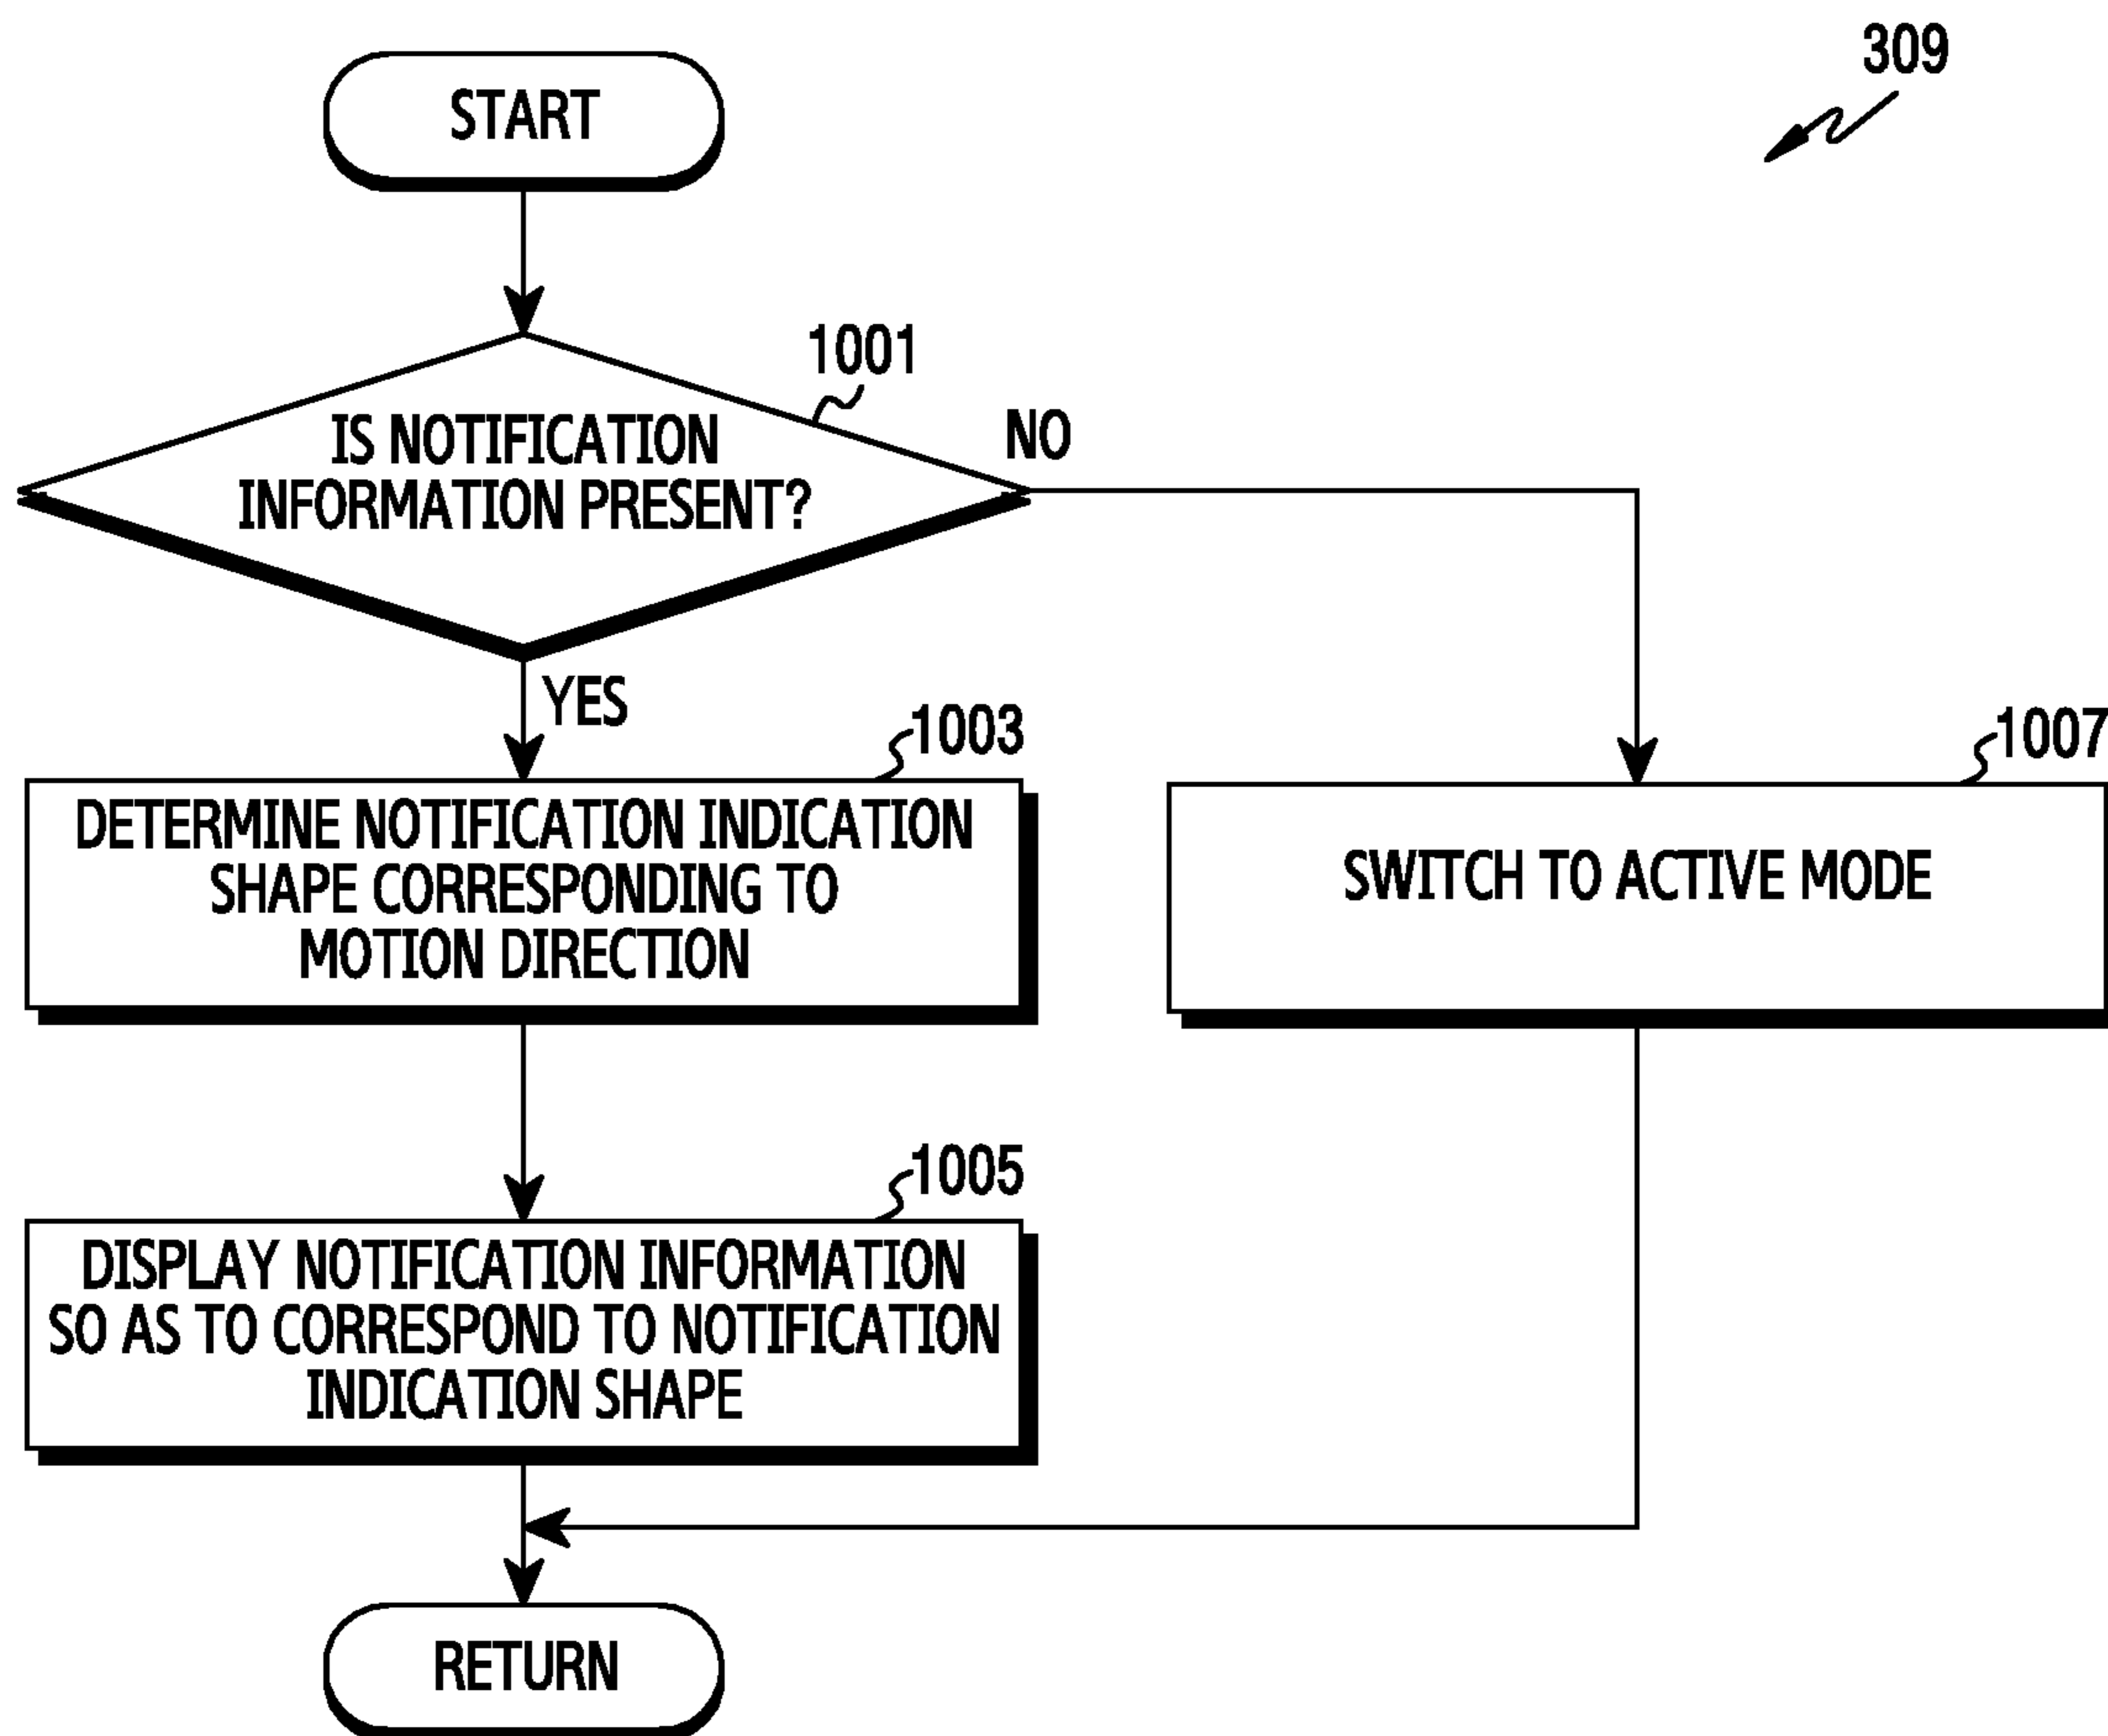 309
START
1001
IS NOTIFICATION
INFORMATION PRESENT?
NO
YES
1003
DETERMINE NOTIFICATION INDICATION
SHAPE CORRESPONDING TO
MOTION DIRECTION
1007
SWITCH TO ACTIVE MODE
1005
DISPLAY NOTIFICATION INFORMATION
SO AS TO CORRESPOND TO NOTIFICATION
INDICATION SHAPE
RETURN